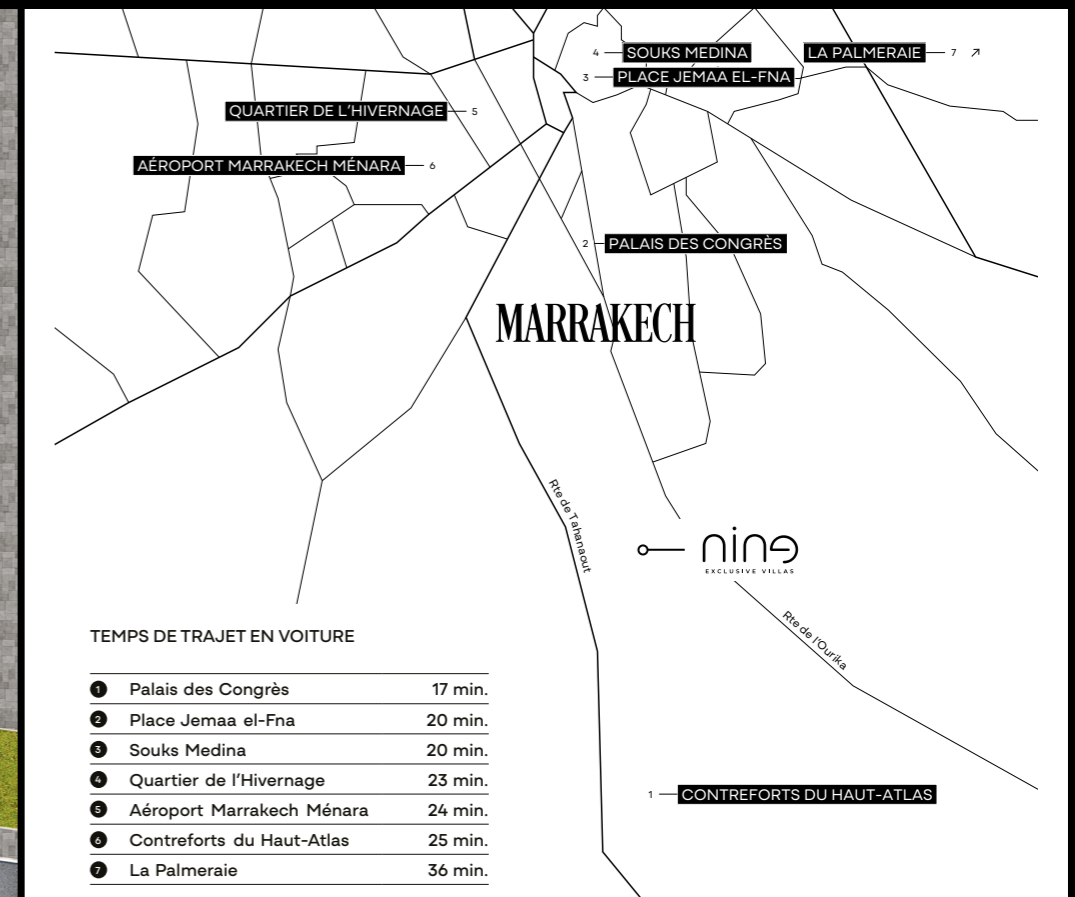 4 SOUKS MEDINA
LA PALMERAIE 7 ↗
3 PLACE JEMAA EL-FNA
QUARTIER DE L'HIVERNAGE 5
AÉROPORT MARRAKECH MÉNARA 6
2 PALAIS DES CONGRÈS
MARRAKECH
Rte de Tahanaout
nine
EXCLUSIVE VILLAS
Rte de l'Ourika
TEMPS DE TRAJET EN VOITURE
1 Palais des Congrès 17 min.
2 Place Jemaa el-Fna 20 min.
3 Souks Medina 20 min.
4 Quartier de l'Hivernage 23 min.
5 Aéroport Marrakech Ménara 24 min.
6 Contreforts du Haut-Atlas 25 min.
7 La Palmeraie 36 min.
1 CONTREFORTS DU HAUT-ATLAS